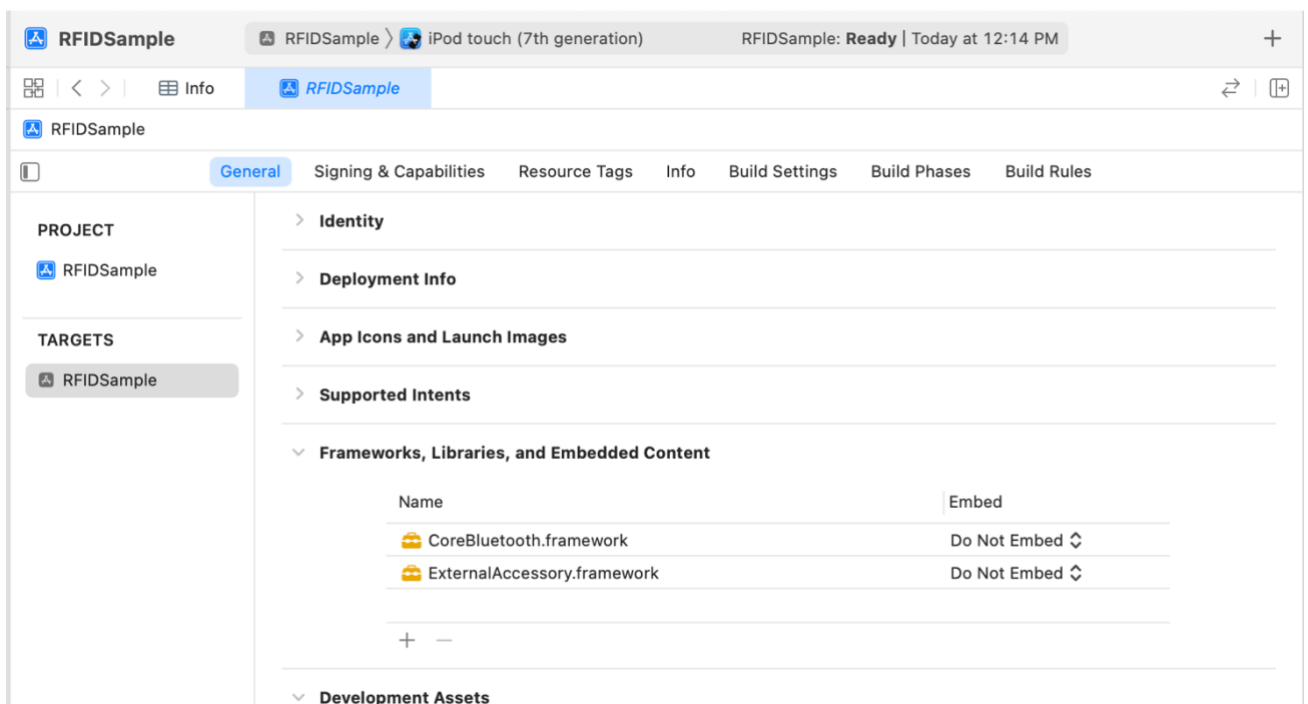 RFIDSample RFIDSample 〉 iPod touch (7th generation) RFIDSample: Ready | Today at 12:14 PM
Info RFIDSample
RFIDSample
General Signing & Capabilities Resource Tags Info Build Settings Build Phases Build Rules
PROJECT
RFIDSample
TARGETS
RFIDSample
Identity
Deployment Info
App Icons and Launch Images
Supported Intents
Frameworks, Libraries, and Embedded Content
Name Embed
CoreBluetooth.framework Do Not Embed
ExternalAccessory.framework Do Not Embed
Development Assets